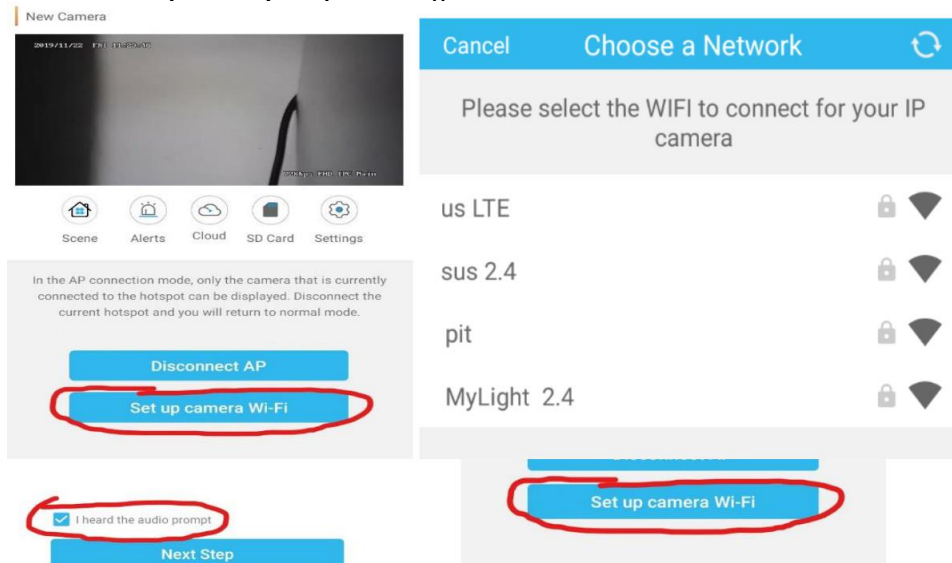 New Camera
2019/11/22 FRI
FHD IPC Main
Scene Alerts Cloud SD Card Settings
In the AP connection mode, only the camera that is currently
connected to the hotspot can be displayed. Disconnect the
current hotspot and you will return to normal mode.
Disconnect AP
Set up camera Wi-Fi
Cancel Choose a Network
Please select the WIFI to connect for your IP
camera
us LTE
sus 2.4
pit
MyLight 2.4
I heard the audio prompt
Next Step
Set up camera Wi-Fi